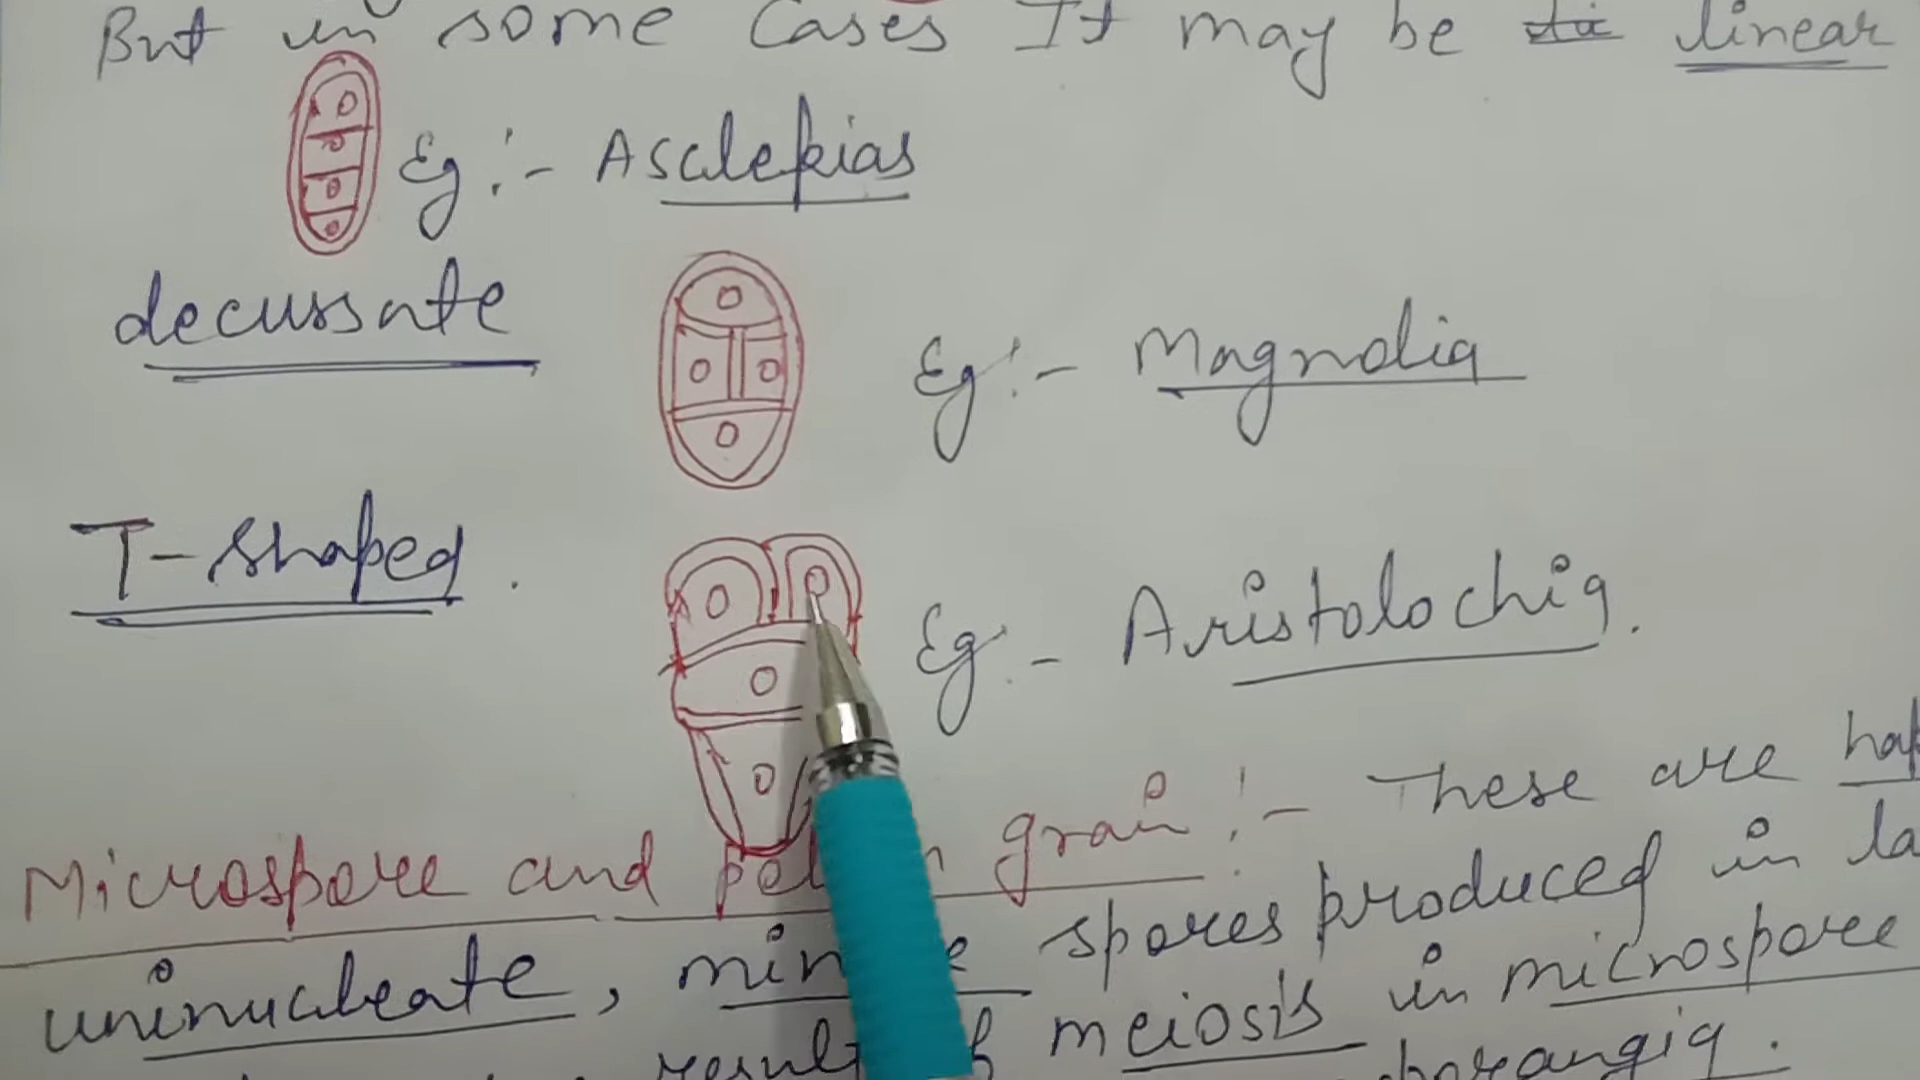 But in some Cases It may be linear
Eg :- Asclepias
decussate
Eg :- Magnolia
T-shaped.
Eg :- Aristolochia.
Microspore and grain :- These are
uninucleate, spores produced in
meiosis in microspore